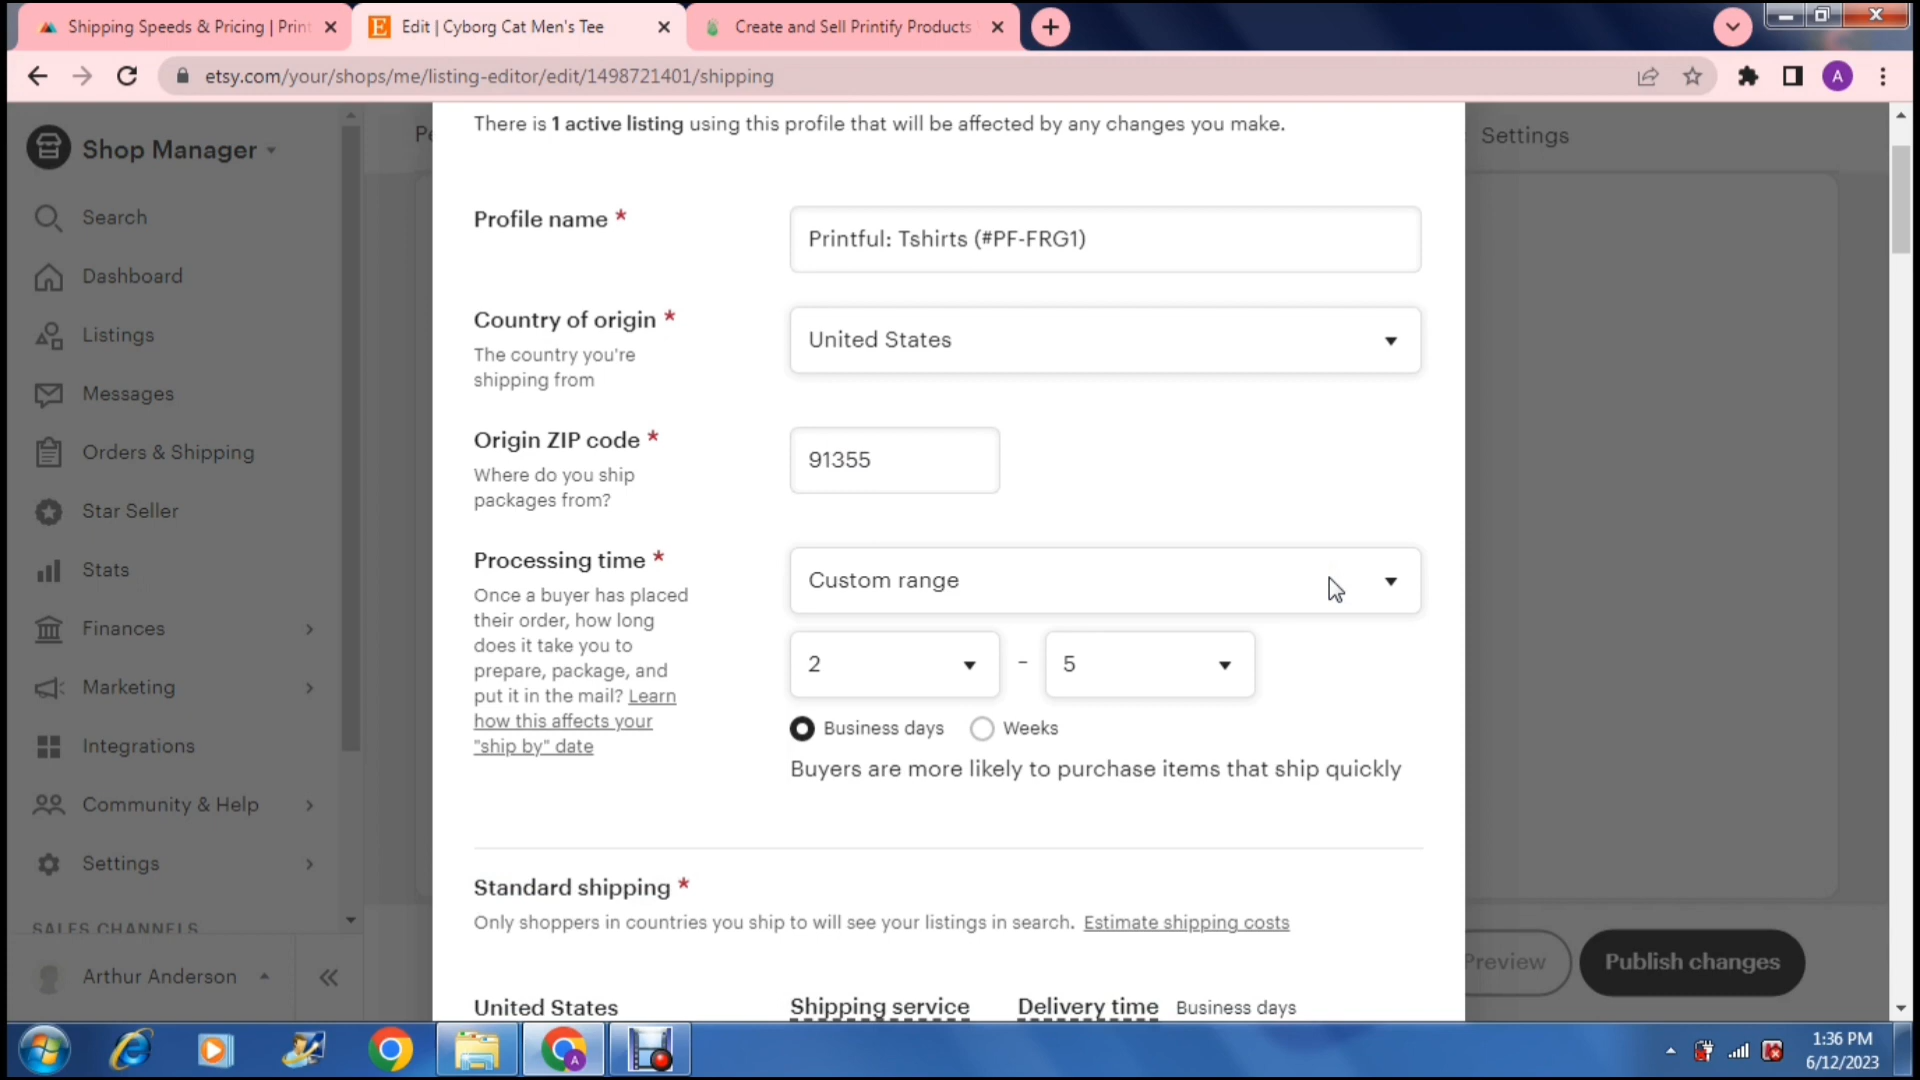 Shipping Speeds & Pricing | Print
Edit | Cyborg Cat Men's Tee
Create and Sell Printify Products
etsy.com/your/shops/me/listing-editor/edit/1498721401/shipping
A
Shop Manager
Search
Dashboard
Listings
Messages
Orders & Shipping
Star Seller
Stats
Finances
Marketing
Integrations
Community & Help
Settings
SALES CHANNELS
Arthur Anderson
Settings
There is 1 active listing using this profile that will be affected by any changes you make.
Profile name *
Printful: Tshirts (#PF-FRG1)
Country of origin *
The country you're
shipping from
United States
Origin ZIP code *
Where do you ship
packages from?
91355
Processing time *
Once a buyer has placed
their order, how long
does it take you to
prepare, package, and
put it in the mail? Learn
how this affects your
"ship by" date
Custom range
2 - 5
Business days Weeks
Buyers are more likely to purchase items that ship quickly
Standard shipping *
Only shoppers in countries you ship to will see your listings in search. Estimate shipping costs
United States Shipping service Delivery time Business days
Preview
Publish changes
1:36 PM
6/12/2023